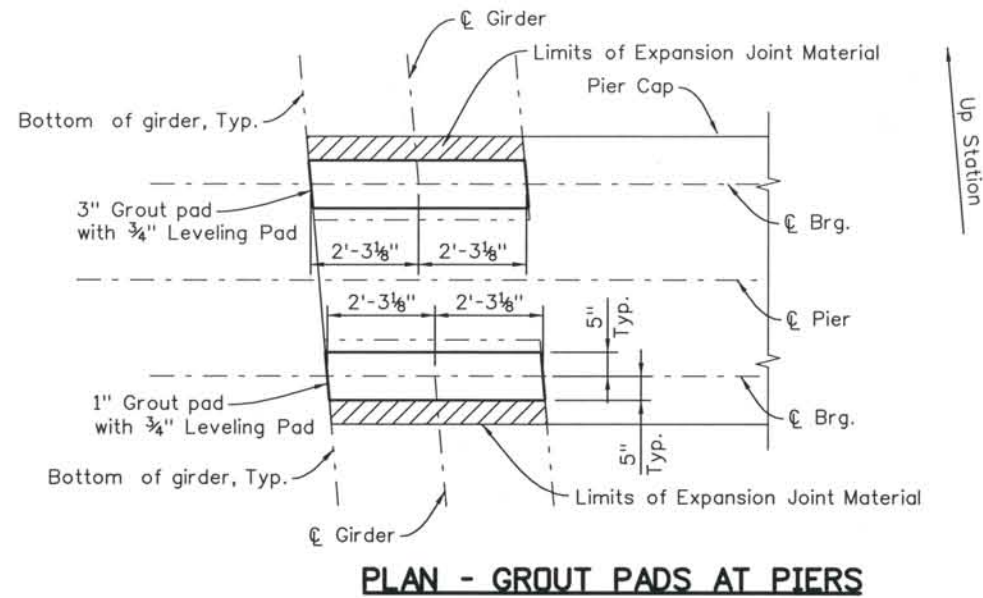 ℄ Girder
Limits of Expansion Joint Material
Pier Cap
Up Station
Bottom of girder, Typ.
3" Grout pad
with ¾" Leveling Pad
℄ Brg.
2'-3⅛" 2'-3⅛"
2'-3⅛" 2'-3⅛"
5"
Typ.
℄ Pier
1" Grout pad
with ¾" Leveling Pad
℄ Brg.
5"
Typ.
Bottom of girder, Typ.
Limits of Expansion Joint Material
℄ Girder
PLAN - GROUT PADS AT PIERS